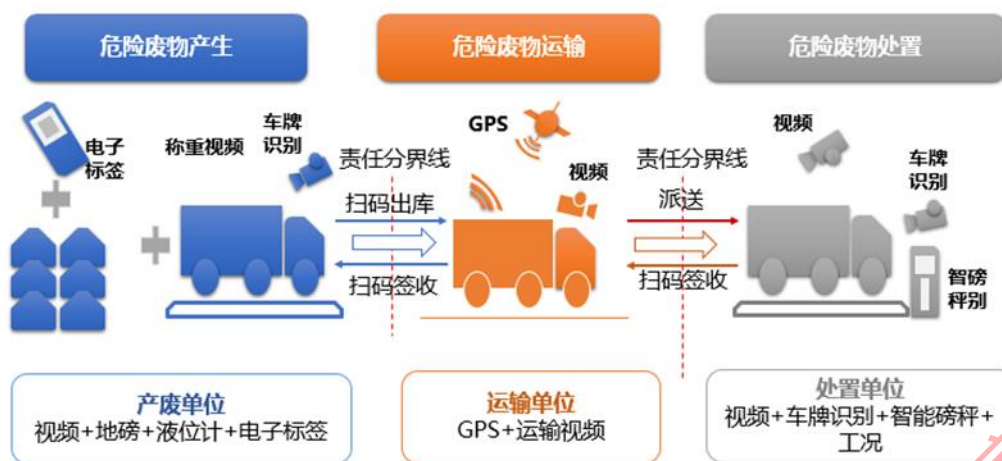 危险废物产生
危险废物运输
危险废物处置
电子
标签
称重视频
车牌
识别
责任分界线
扫码出库
扫码签收
GPS
视频
责任分界线
派送
扫码签收
视频
车牌
识别
智磅
秤别
产废单位
视频+地磅+液位计+电子标签
运输单位
GPS+运输视频
处置单位
视频+车牌识别+智能磅秤+
工况